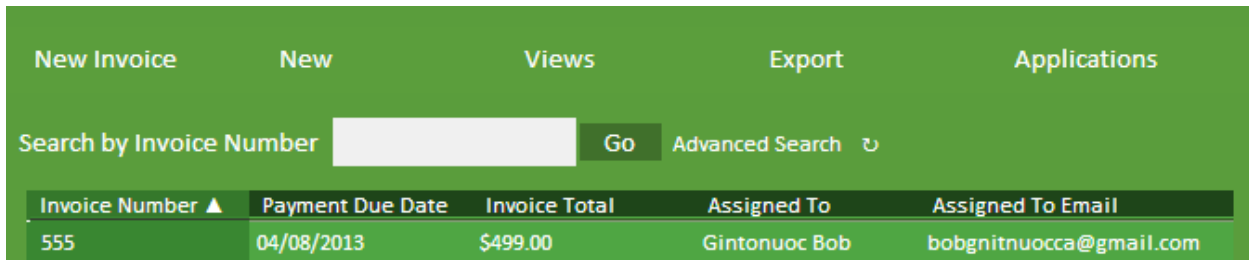 New Invoice New Views Export Applications
Search by Invoice Number Go Advanced Search ↻
Invoice Number ▲ Payment Due Date Invoice Total Assigned To Assigned To Email
555 04/08/2013 $499.00 Gintonuoc Bob bobgnitnuocca@gmail.com